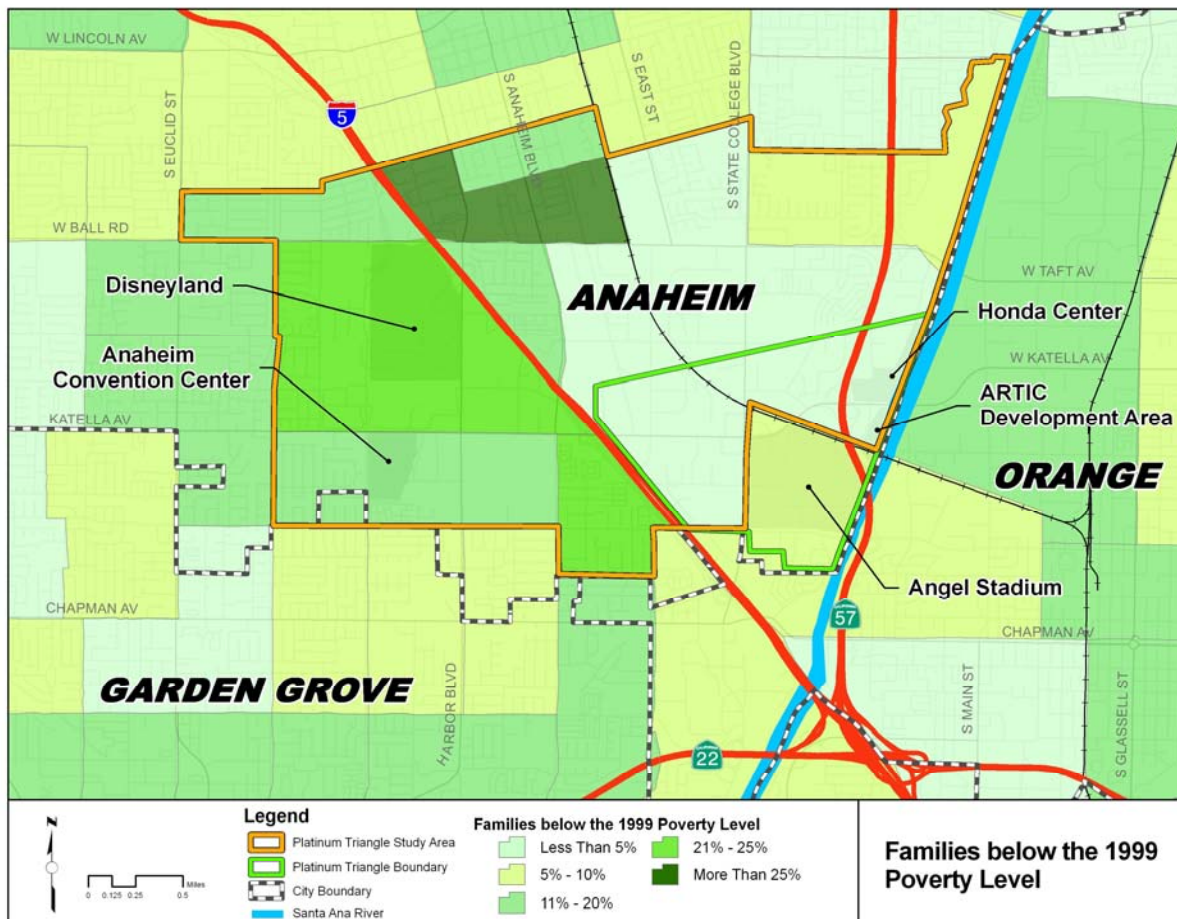 W LINCOLN AV
S EUCLID ST
5
S ANAHEIM BLVD
S EAST ST
S STATE COLLEGE BLVD
W BALL RD
W TAFT AV
Disneyland
ANAHEIM
Honda Center
Anaheim
Convention Center
W KATELLA AV
ARTIC
Development Area
KATELLA AV
ORANGE
Angel Stadium
CHAPMAN AV
57
CHAPMAN AV
GARDEN GROVE
HARBOR BLVD
S MAIN ST
S GLASSELL ST
22
N
0 0.125 0.25 0.5
Miles
Legend
Platinum Triangle Study Area
Platinum Triangle Boundary
City Boundary
Santa Ana River
Families below the 1999 Poverty Level
Less Than 5%
5% - 10%
11% - 20%
21% - 25%
More Than 25%
Families below the 1999
Poverty Level